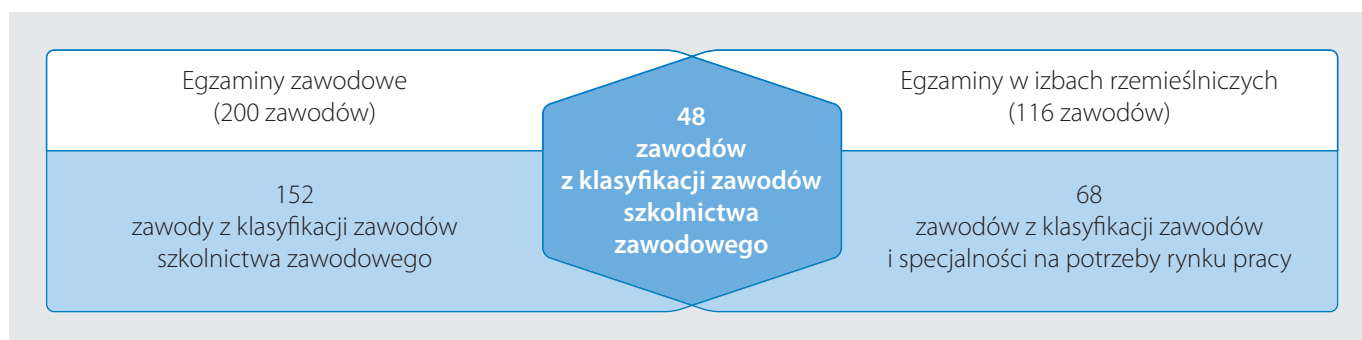 Egzaminy zawodowe
(200 zawodów)
152
zawody z klasyfikacji zawodów
szkolnictwa zawodowego
48
zawodów
z klasyfikacji zawodów
szkolnictwa
zawodowego
Egzaminy w izbach rzemieślniczych
(116 zawodów)
68
zawodów z klasyfikacji zawodów
i specjalności na potrzeby rynku pracy